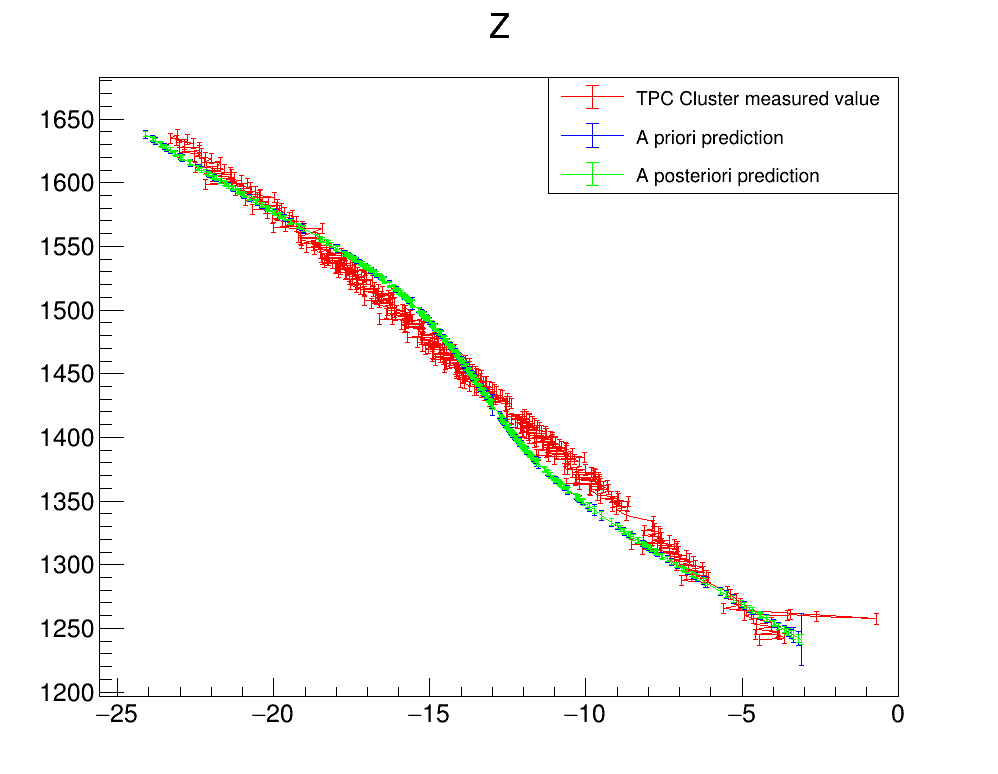 Z
TPC Cluster measured value
A priori prediction
A posteriori prediction
1650
1600
1550
1500
1450
1400
1350
1300
1250
1200
−25 −20 −15 −10 −5 0